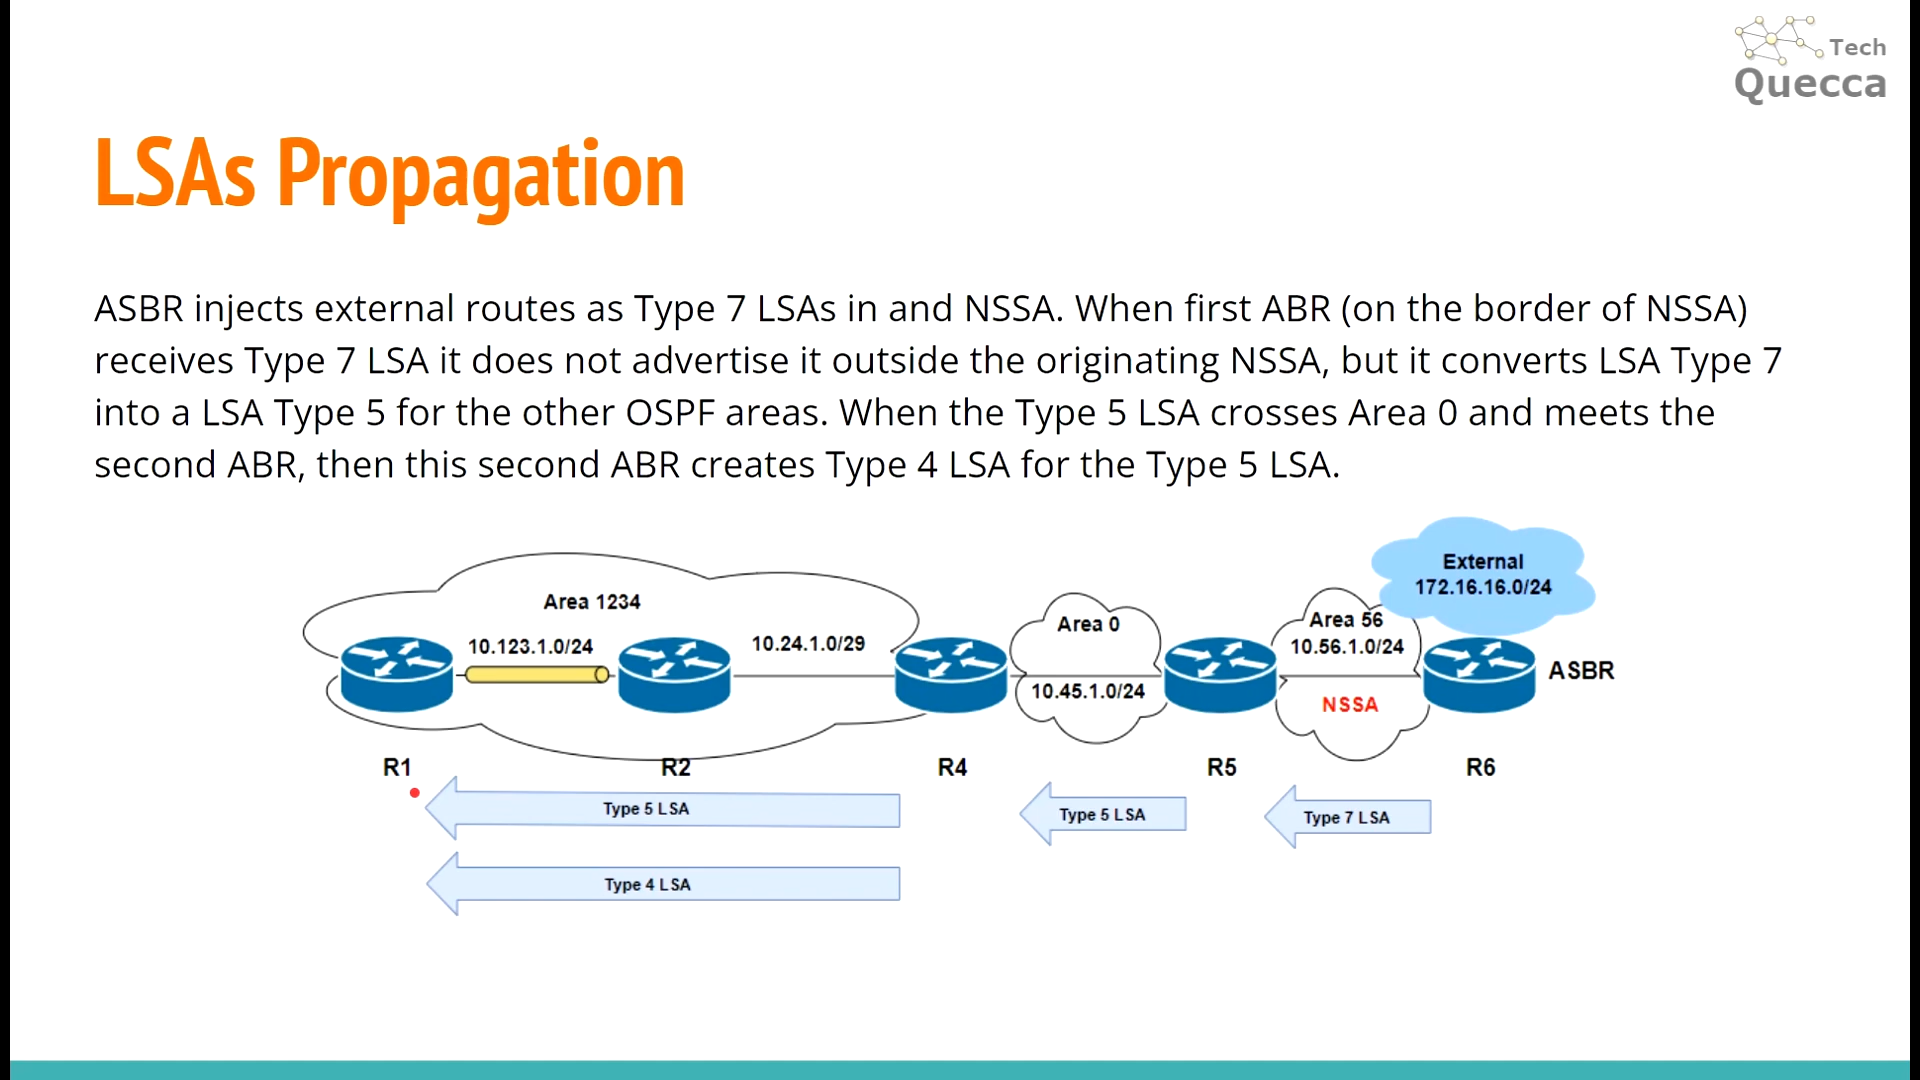 Tech
Quecca
LSAs Propagation
ASBR injects external routes as Type 7 LSAs in and NSSA. When first ABR (on the border of NSSA)
receives Type 7 LSA it does not advertise it outside the originating NSSA, but it converts LSA Type 7
into a LSA Type 5 for the other OSPF areas. When the Type 5 LSA crosses Area 0 and meets the
second ABR, then this second ABR creates Type 4 LSA for the Type 5 LSA.
External
172.16.16.0/24
Area 1234
Area 0
Area 56
10.123.1.0/24
10.24.1.0/29
10.45.1.0/24
10.56.1.0/24
NSSA
ASBR
R1
R2
R4
R5
R6
Type 5 LSA
Type 5 LSA
Type 7 LSA
Type 4 LSA